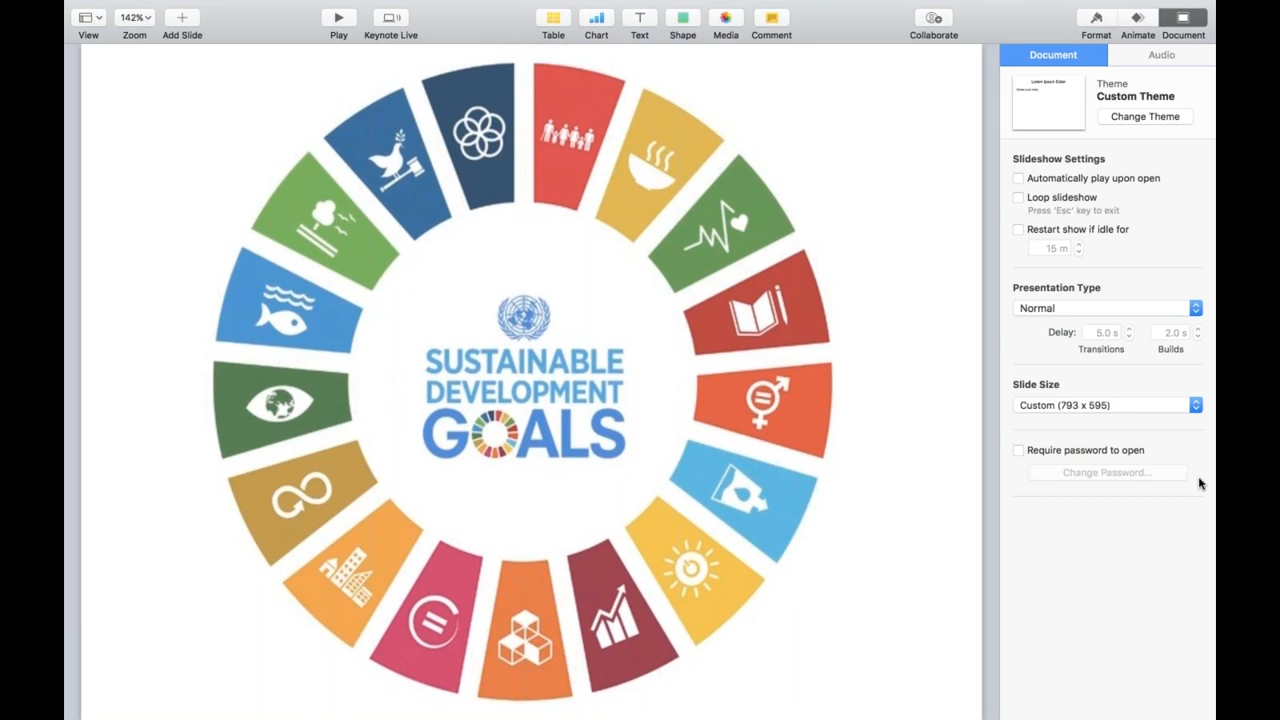 142%
View
Zoom
Add Slide
Play
Keynote Live
Table
Chart
T
Text
Shape
Media
Comment
Collaborate
Format
Animate
Document
Document
Audio
Lorem Ipsum Dolor
Theme
Custom Theme
Change Theme
Slideshow Settings
Automatically play upon open
Loop slideshow
Press 'Esc' key to exit
Restart show if idle for
15 m
Presentation Type
Normal
Delay:
5.0 s
2.0 s
Transitions
Builds
Slide Size
Custom (793 x 595)
Require password to open
Change Password...
SUSTAINABLE
DEVELOPMENT
GOALS